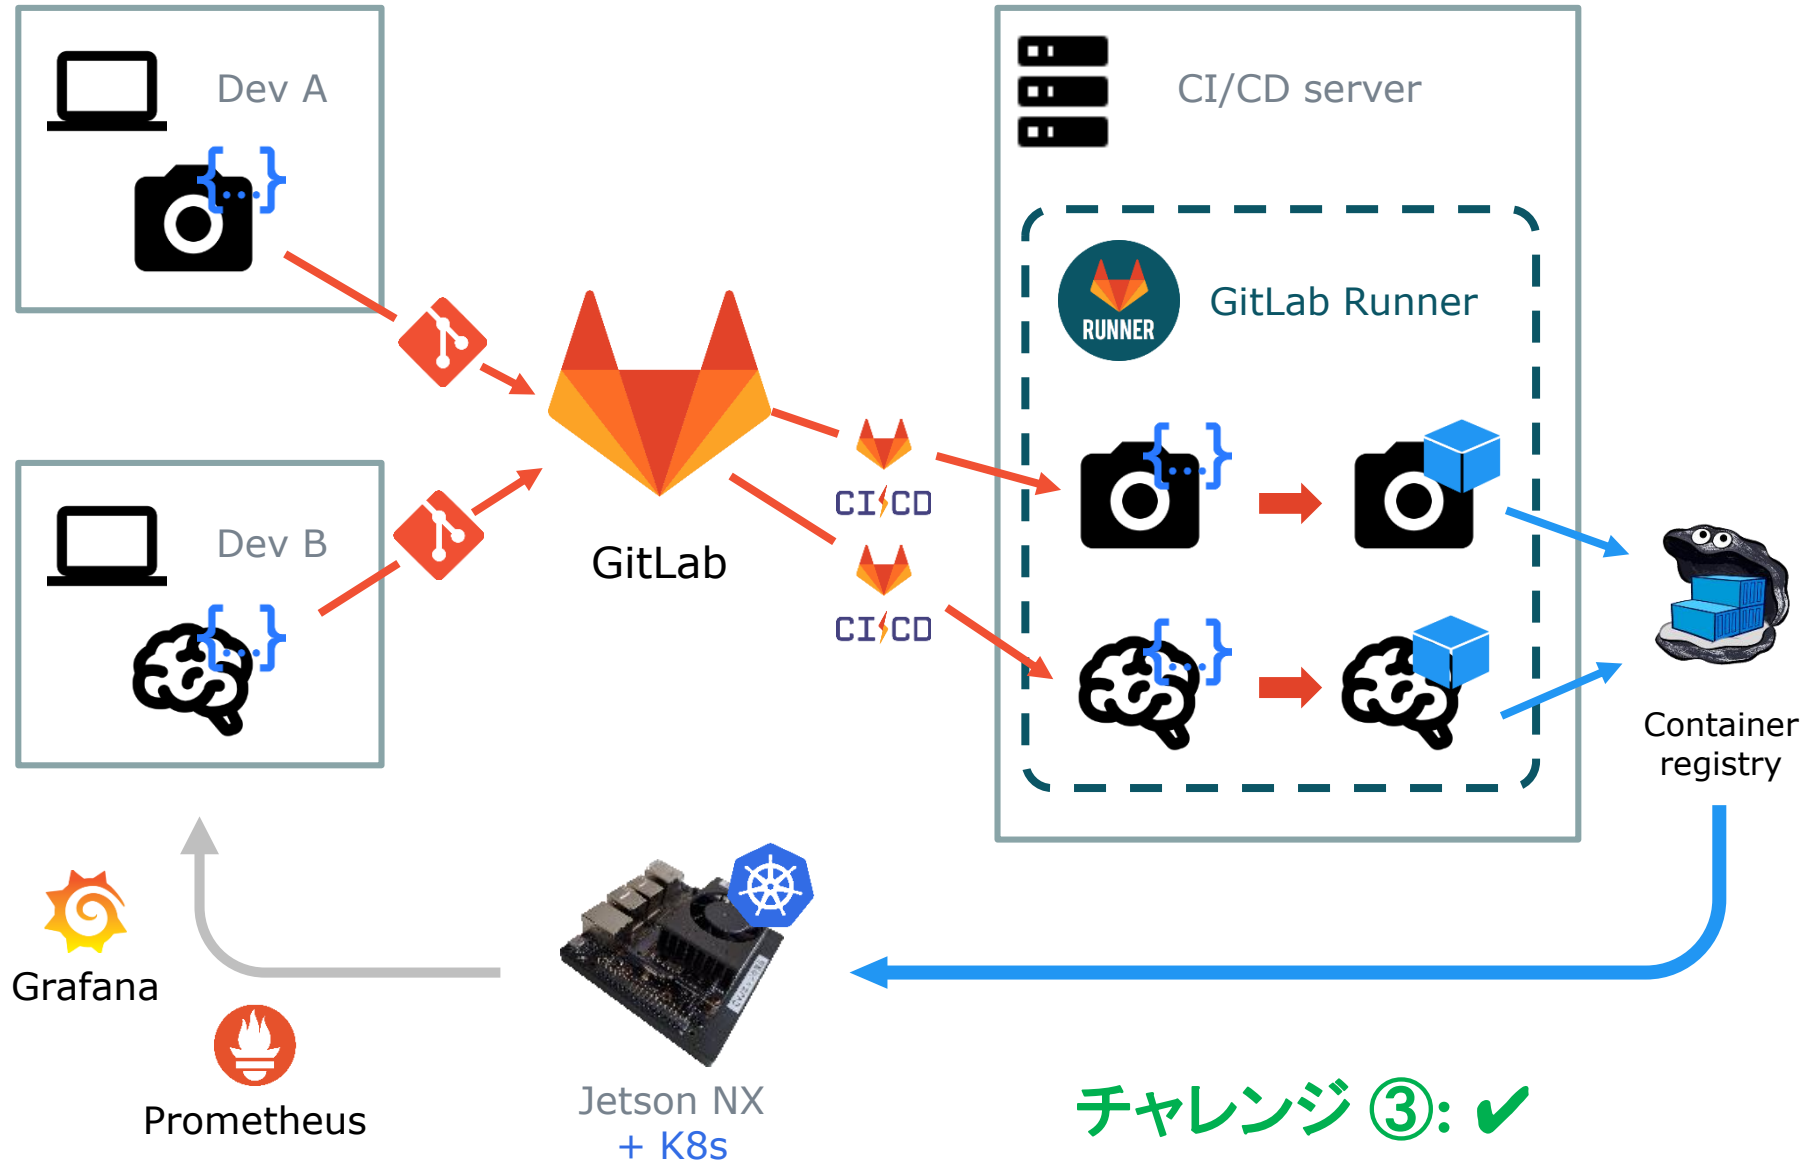 Dev A
{...}
CI/CD server
RUNNER
GitLab Runner
{...}
CI/CD
GitLab
Dev B
{...}
CI/CD
{...}
Container
registry
Grafana
Prometheus
Jetson NX
+ K8s
チャレンジ ③: ✔